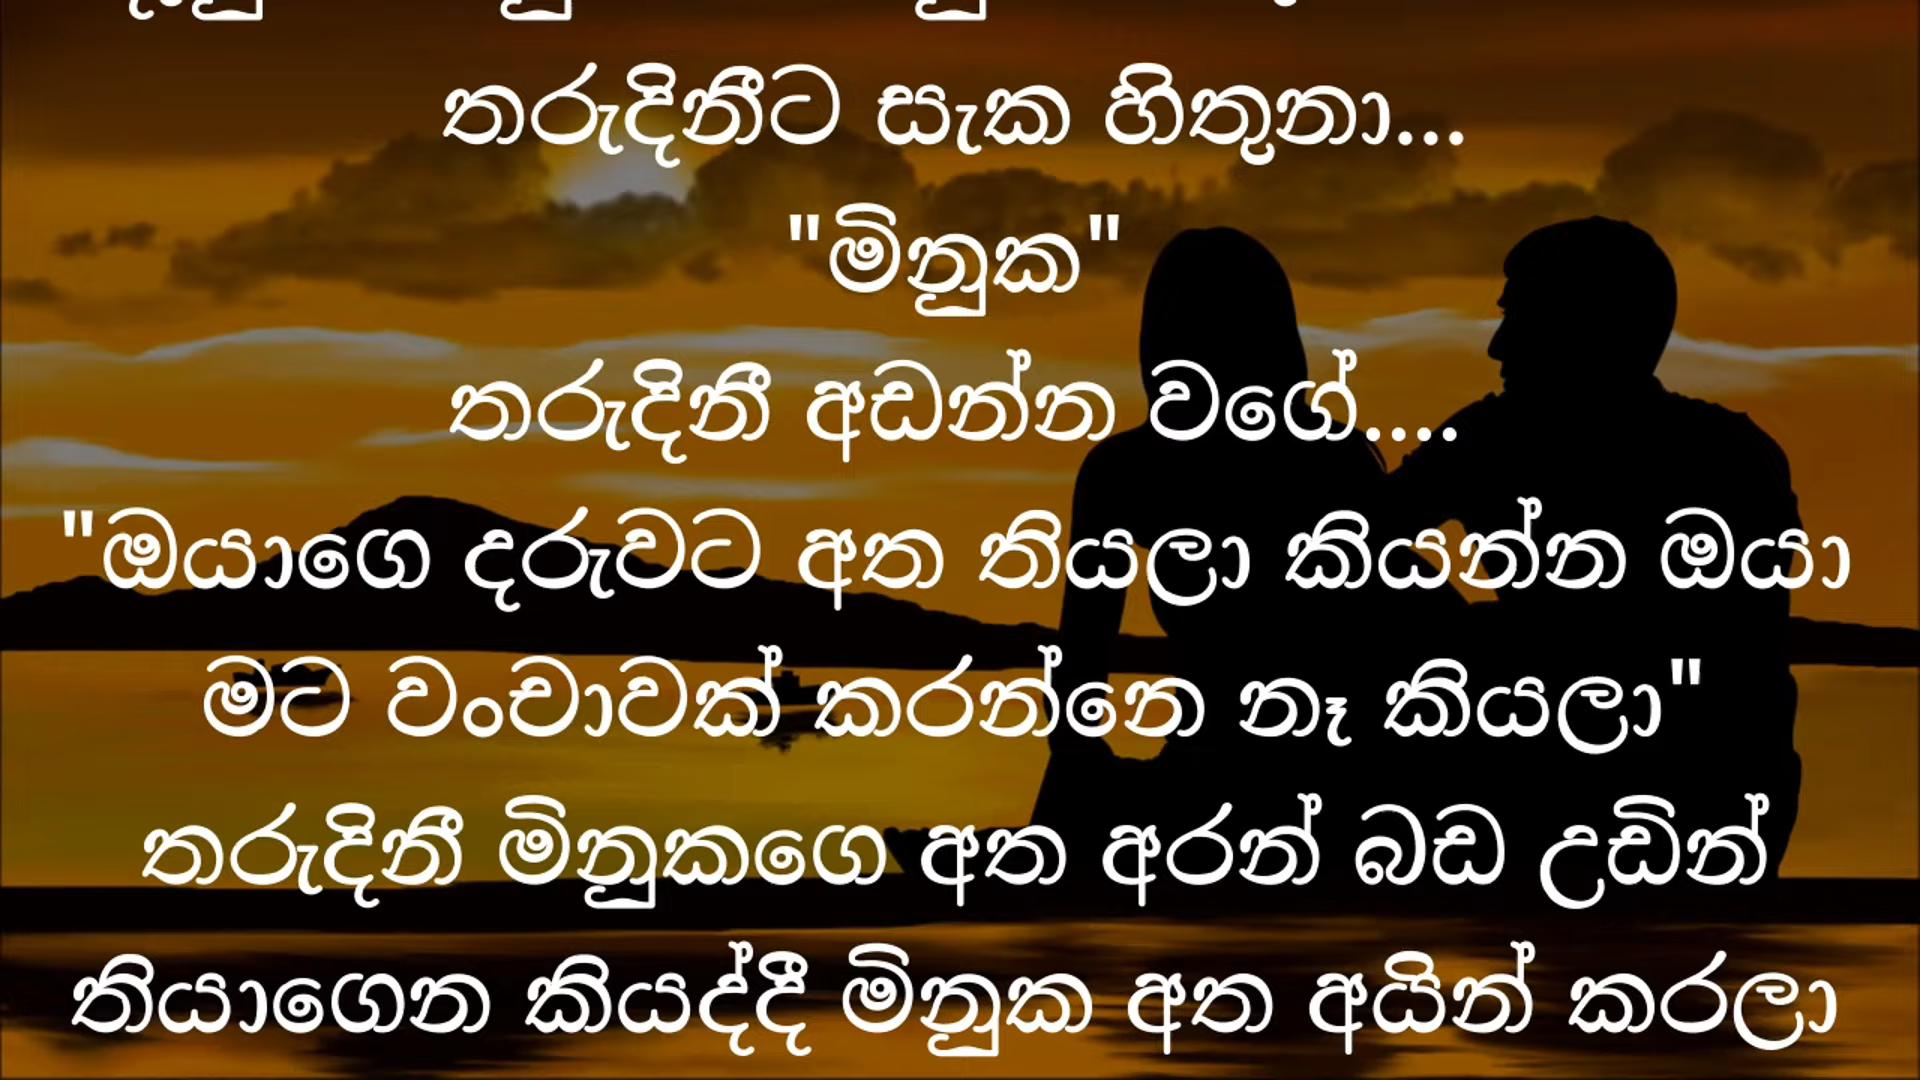 තරුදිනීට සැක හිතුනා...
"මිනුක"
තරුදිනී අඩන්න වගේ....
"ඔයාගෙ දරුවට අත තියලා කියන්න ඔයා
මට වංචාවක් කරන්නෙ නෑ කියලා"
තරුදිනී මිනුකගෙ අත අරන් බඩ උඩින්
තියාගෙන කියද්දී මිනුක අත අයින් කරලා